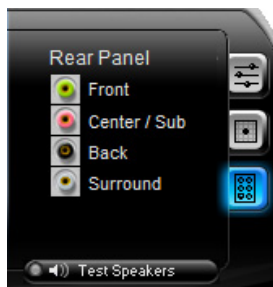 Rear Panel
Front
Center / Sub
Back
Surround
Test Speakers